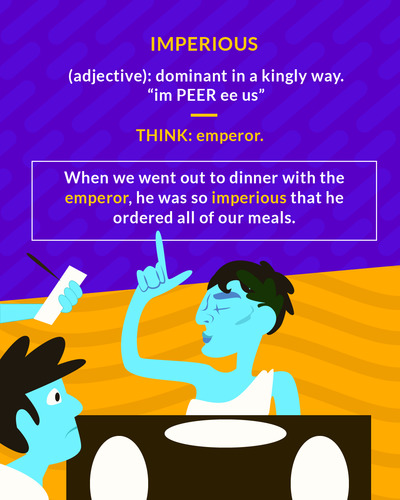 IMPERIOUS
(adjective): dominant in a kingly way.
“im PEER ee us”
THINK: emperor.
When we went out to dinner with the
emperor, he was so imperious that he
ordered all of our meals.